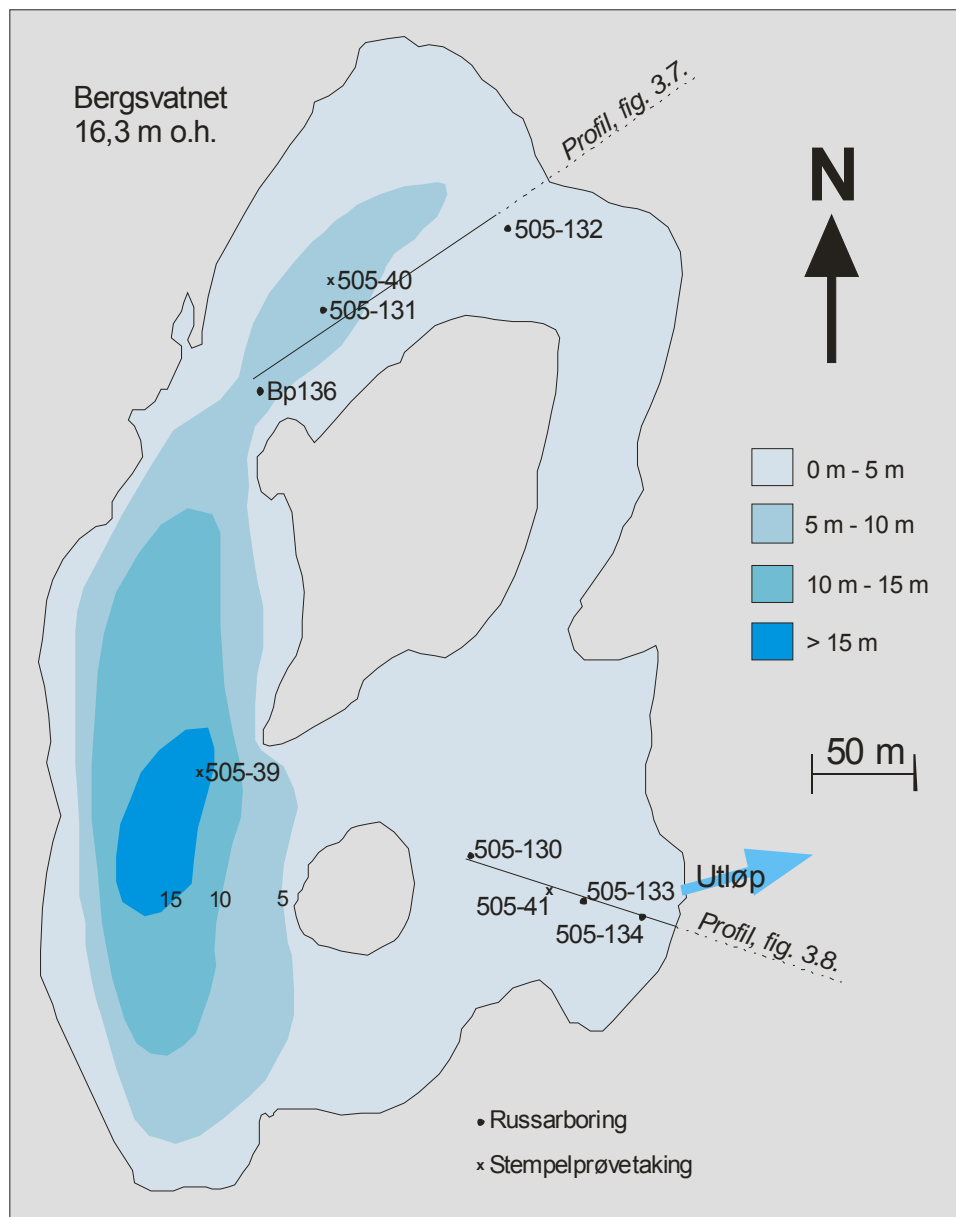 Bergsvatnet
16,3 m o.h.
Profil, fig. 3.7.
N
505-132
505-40
505-131
Bp136
0 m - 5 m
5 m - 10 m
10 m - 15 m
> 15 m
50 m
505-39
505-130
505-133
Utløp
15 10 5
505-41
505-134
Profil, fig. 3.8.
Russarboring
Stempelprøvetaking